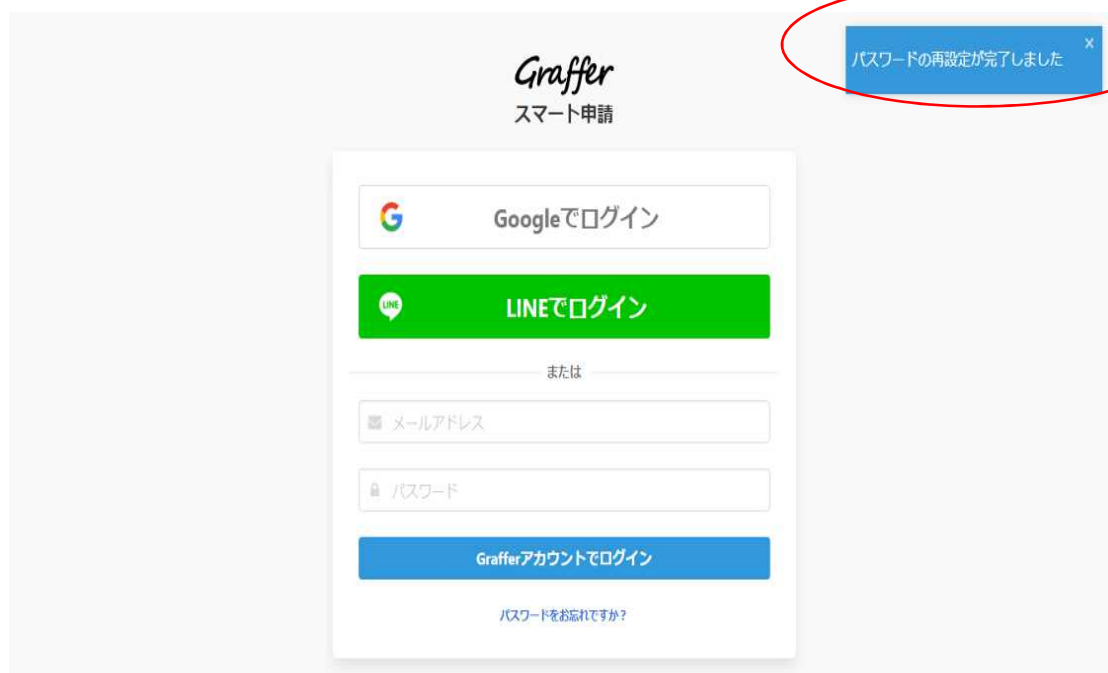 パスワードの再設定が完了しました
X
Graffer
スマート申請
G
Googleでログイン
LINE
LINEでログイン
または
メールアドレス
パスワード
Grafferアカウントでログイン
パスワードをお忘れですか?